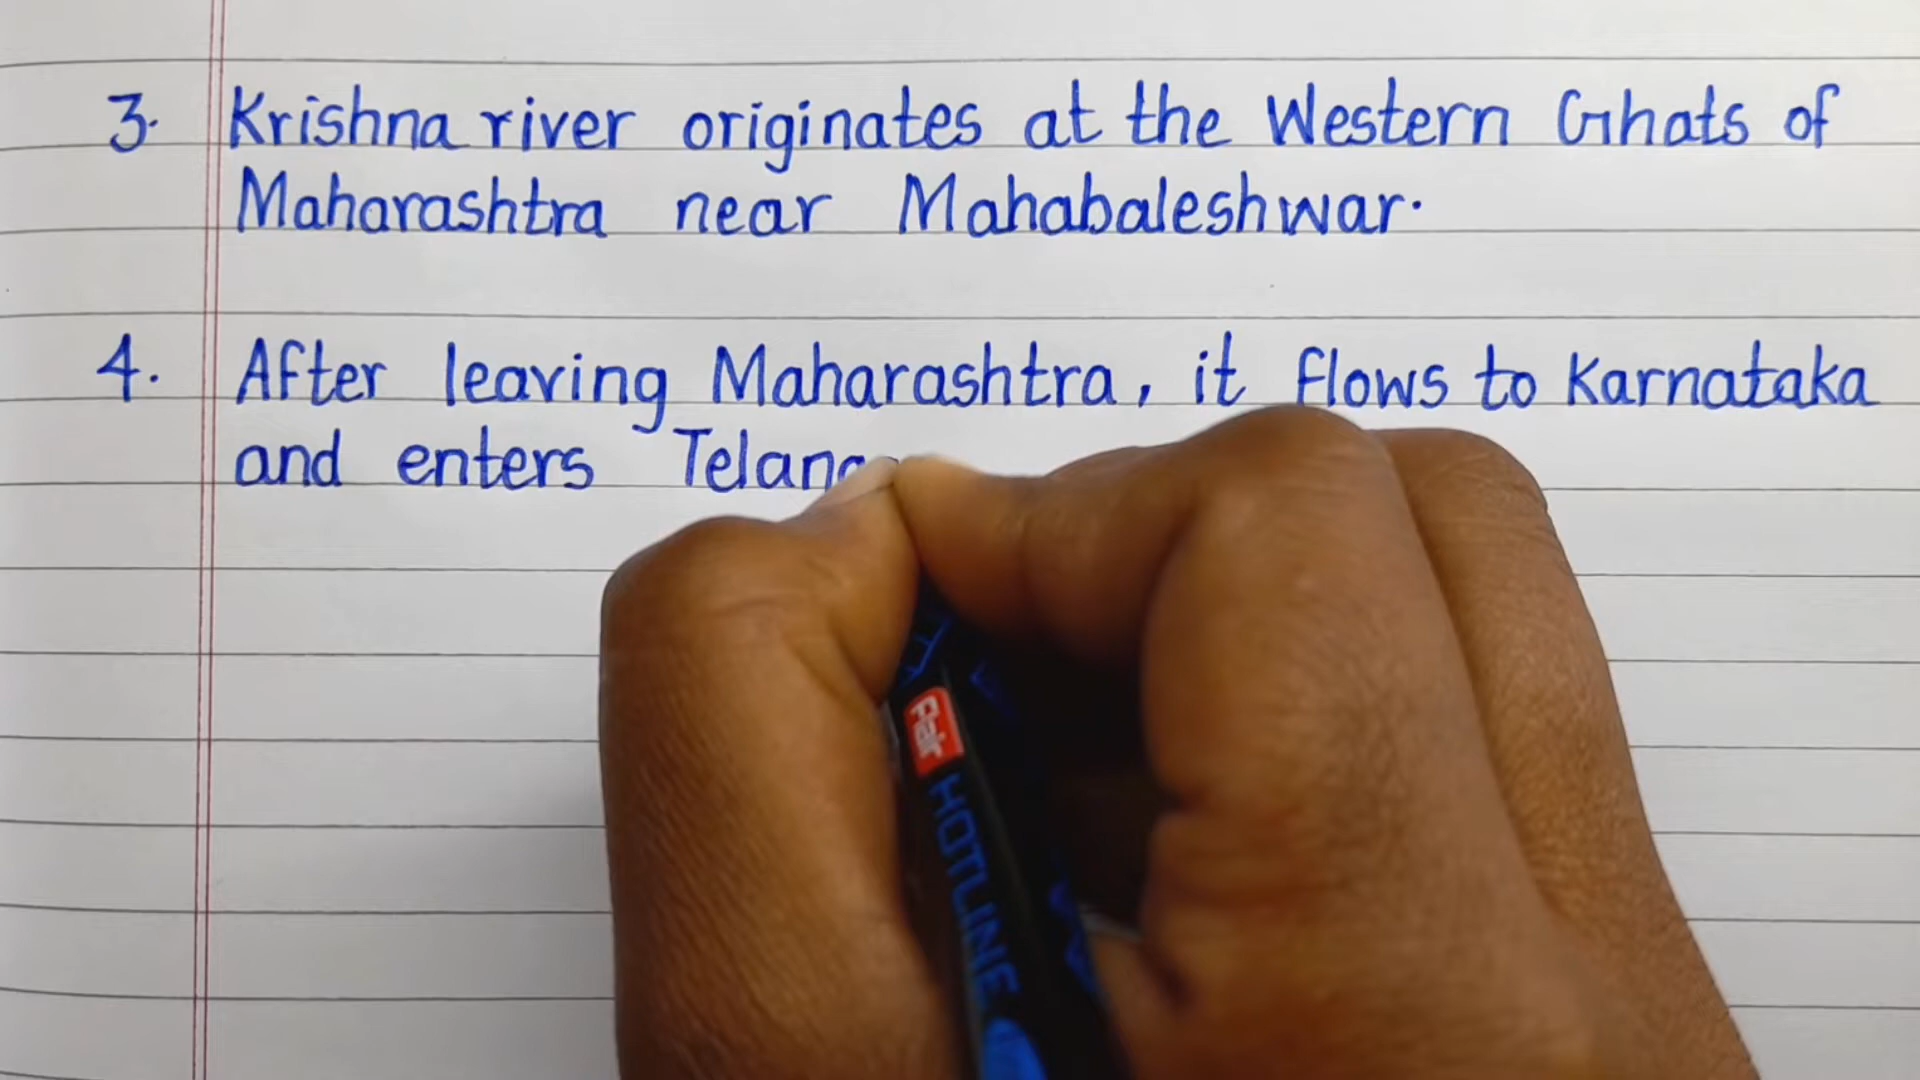 3. Krishna river originates at the Western Ghats of
Maharashtra near Mahabaleshwar.
4. After leaving Maharashtra, it flows to Karnataka
and enters
Flair
HOTLINE